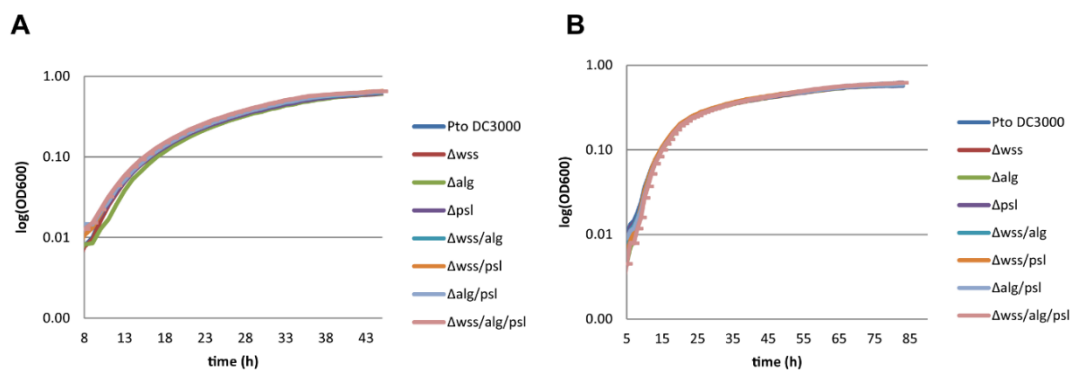 A
1.00
0.10
0.01
0.00
log(OD600)
8 13 18 23 28 33 38 43
time (h)
Pto DC3000
Δwss
Δalg
Δpsl
Δwss/alg
Δwss/psl
Δalg/psl
Δwss/alg/psl
B
1.00
0.10
0.01
0.00
log(OD600)
5 15 25 35 45 55 65 75 85
time (h)
Pto DC3000
Δwss
Δalg
Δpsl
Δwss/alg
Δwss/psl
Δalg/psl
Δwss/alg/psl